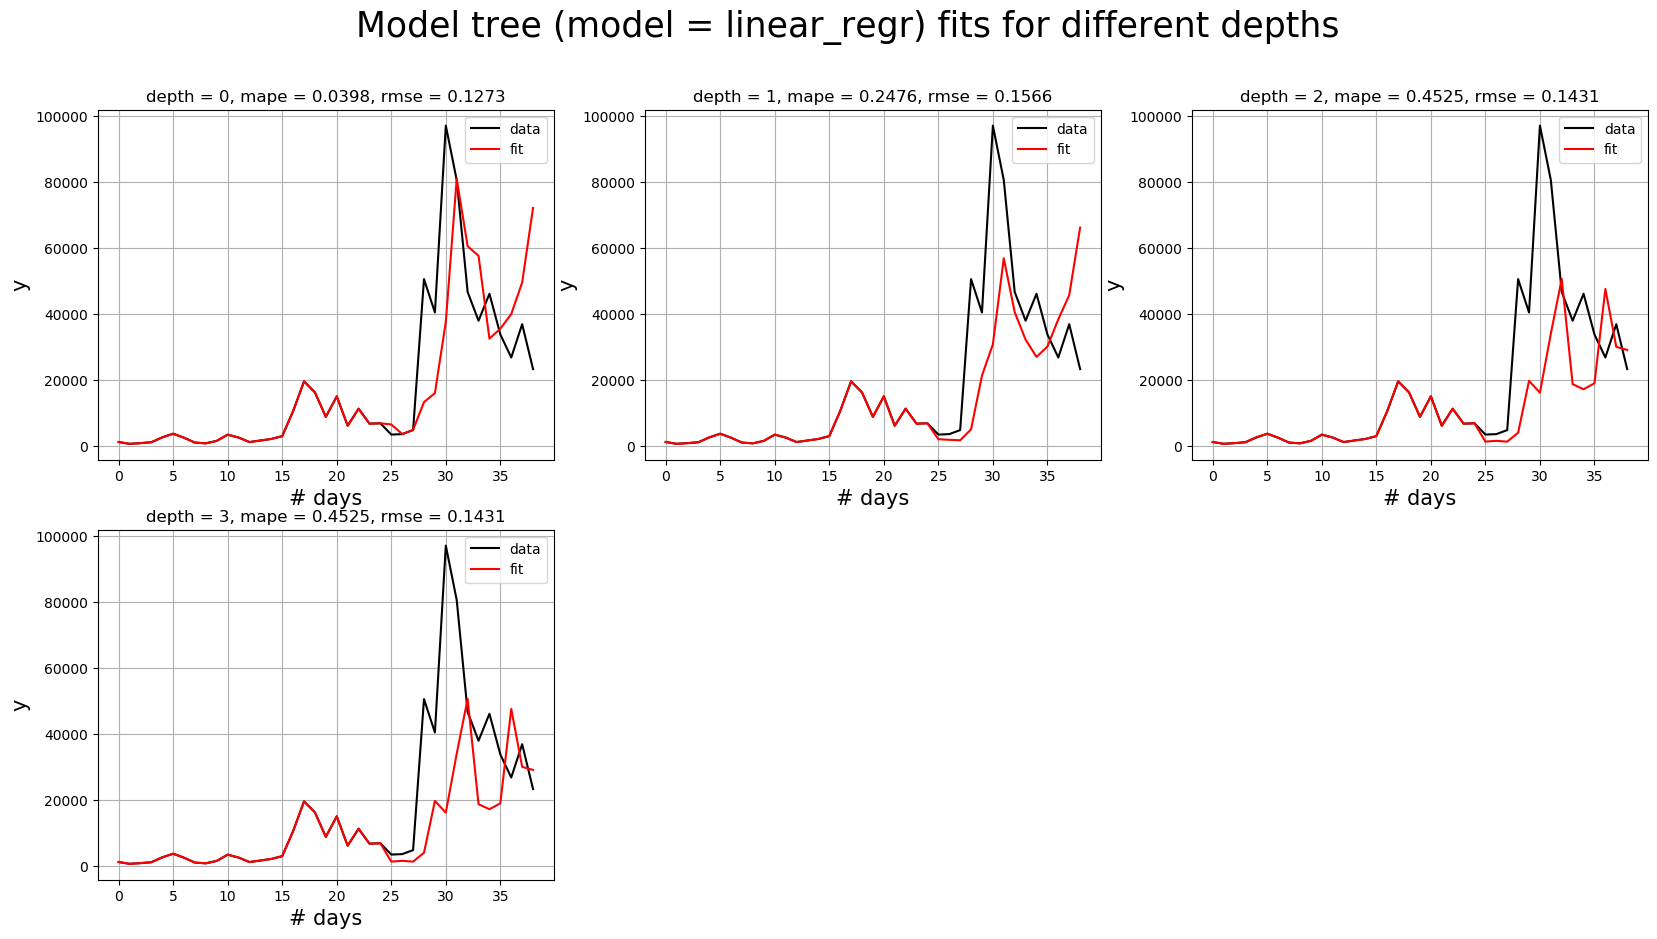 Model tree (model = linear_regr) fits for different depths
depth = 0, mape = 0.0398, rmse = 0.1273
100000
80000
60000
40000
20000
0
y
data
fit
0 5 10 15 20 25 30 35
# days
depth = 1, mape = 0.2476, rmse = 0.1566
100000
80000
60000
40000
20000
0
y
data
fit
0 5 10 15 20 25 30 35
# days
depth = 2, mape = 0.4525, rmse = 0.1431
100000
80000
60000
40000
20000
0
y
data
fit
0 5 10 15 20 25 30 35
# days
depth = 3, mape = 0.4525, rmse = 0.1431
100000
80000
60000
40000
20000
0
y
data
fit
0 5 10 15 20 25 30 35
# days